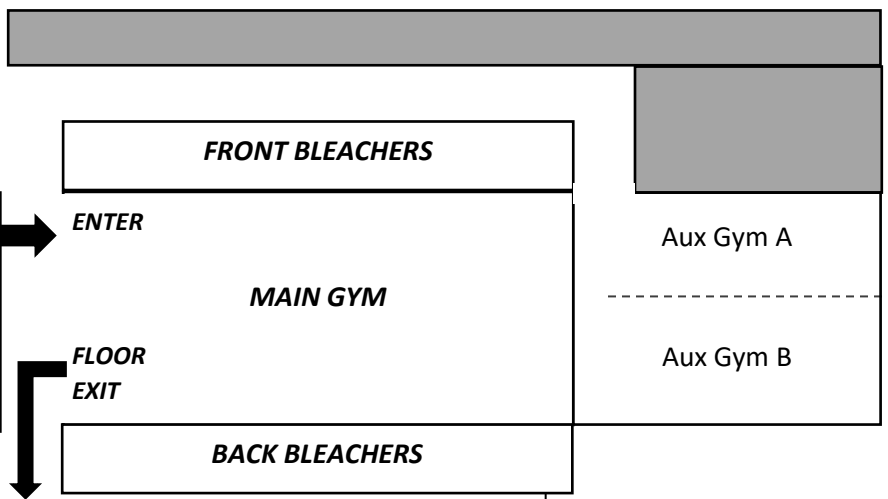 FRONT BLEACHERS
ENTER
Aux Gym A
MAIN GYM
FLOOR
EXIT
Aux Gym B
BACK BLEACHERS